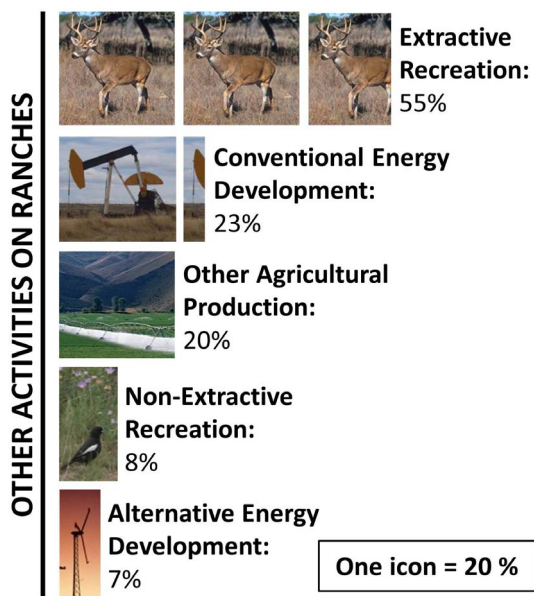 OTHER ACTIVITIES ON RANCHES
Extractive
Recreation:
55%
Conventional Energy
Development:
23%
Other Agricultural
Production:
20%
Non-Extractive
Recreation:
8%
Alternative Energy
Development:
7%
One icon = 20 %